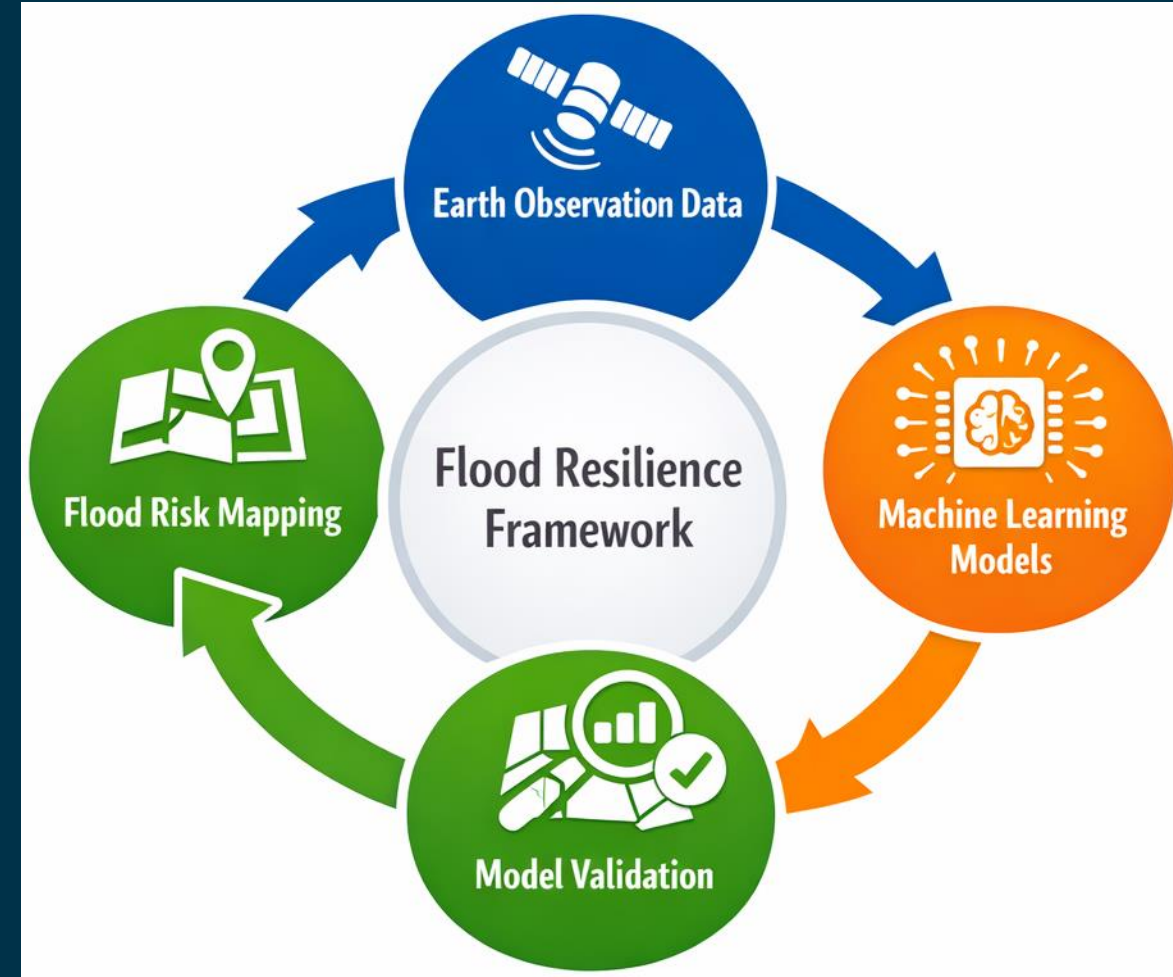 Earth Observation Data
Flood Risk Mapping
Flood Resilience
Framework
Machine Learning
Models
Model Validation